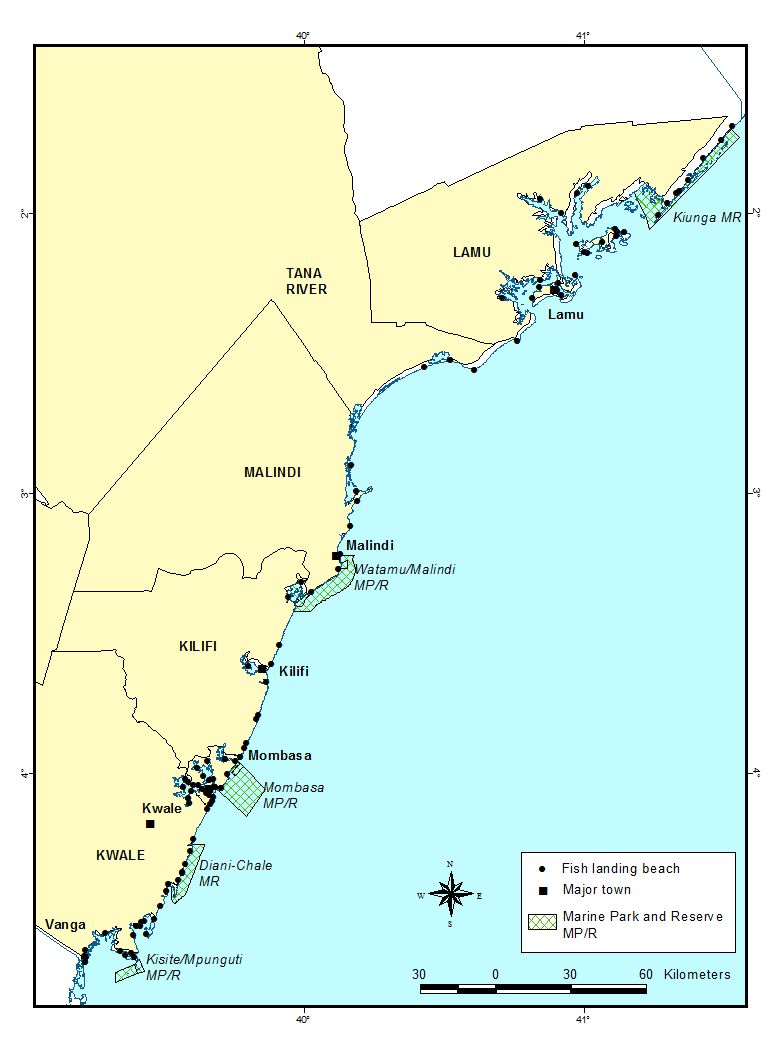 40°
41°
2°
2°
Kiunga MR
LAMU
TANA
RIVER
Lamu
MALINDI
3°
3°
Malindi
Watamu/Malindi
MP/R
KILIFI
Kilifi
Mombasa
4°
4°
Mombasa
MP/R
Kwale
KWALE
Diani-Chale
MR
N
W
E
S
Fish landing beach
Major town
Marine Park and Reserve
MP/R
Vanga
Kisite/Mpunguti
MP/R
30 0 30 60 Kilometers
40°
41°